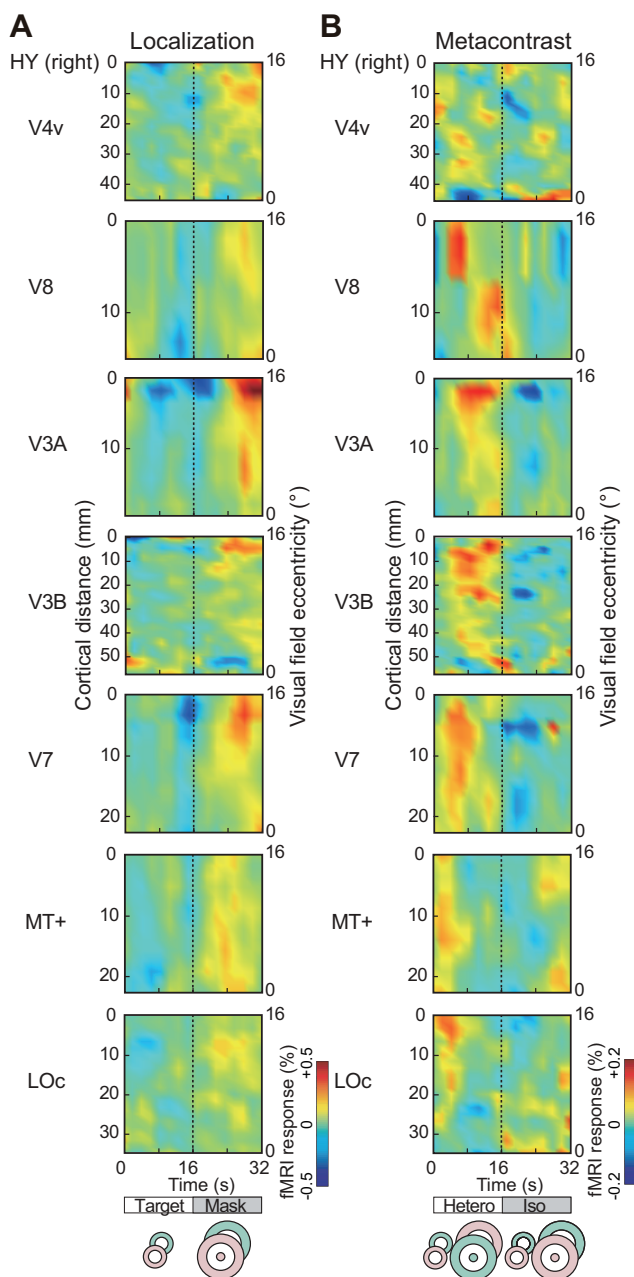 A B
Localization Metacontrast
HY (right) HY (right)
V4v 0 10 20 30 40 16 0 V4v 0 10 20 30 40 16 0
V8 0 10 16 0 V8 0 10 16 0
V3A 0 10 16 0 V3A 0 10 16 0
V3B 0 10 20 30 40 50 16 0 V3B 0 10 20 30 40 50 16 0
Cortical distance (mm) Visual field eccentricity (°) Cortical distance (mm) Visual field eccentricity (°)
V7 0 10 20 16 0 V7 0 10 20 16 0
MT+ 0 10 20 16 0 MT+ 0 10 20 16 0
LOc 0 10 20 30 16 0 LOc 0 10 20 30 16 0
fMRI response (%) -0.5 0 +0.5 fMRI response (%) -0.2 0 +0.2
0 16 32 0 16 32
Time (s) Time (s)
Target Mask Hetero Iso